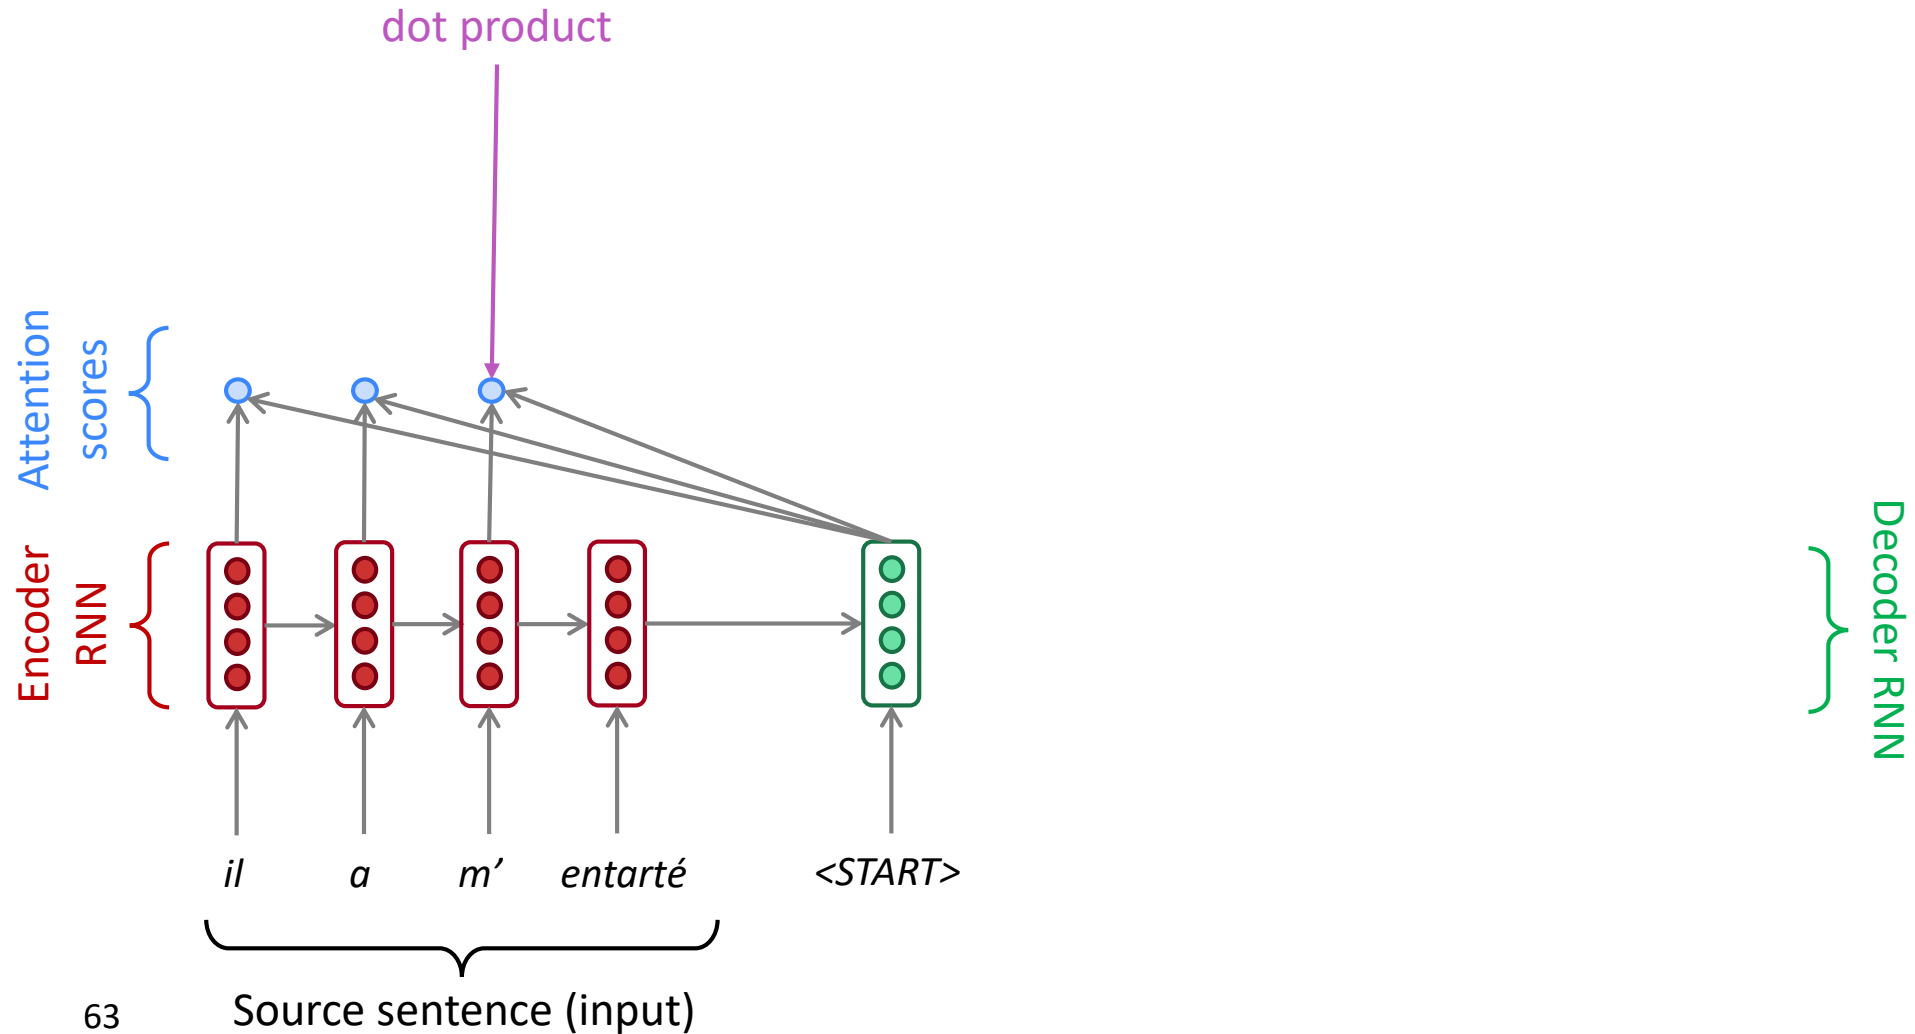 dot product
Attention
scores
Encoder
RNN
Decoder RNN
il a m’ entarté <START>
Source sentence (input)
63